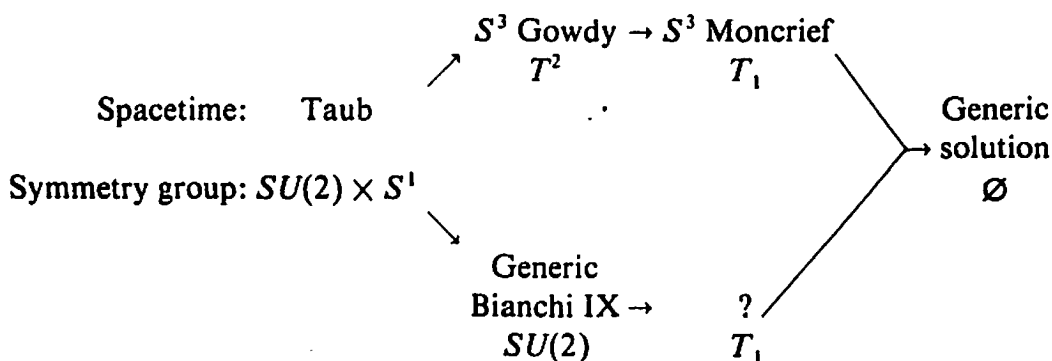 S³ Gowdy → S³ Moncrief
T² T₁
Spacetime: Taub
Generic
solution
Ø
Symmetry group: SU(2) × S¹
Generic
Bianchi IX → ?
SU(2) T₁